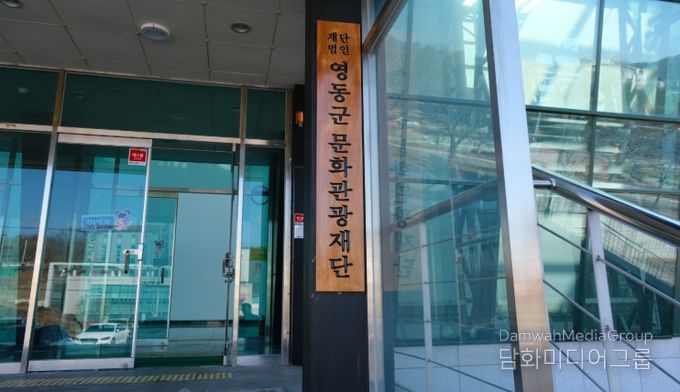 재단
법인
영동군 문화관광재단
OPEN
DamwahMediaGroup
담화미디어그룹